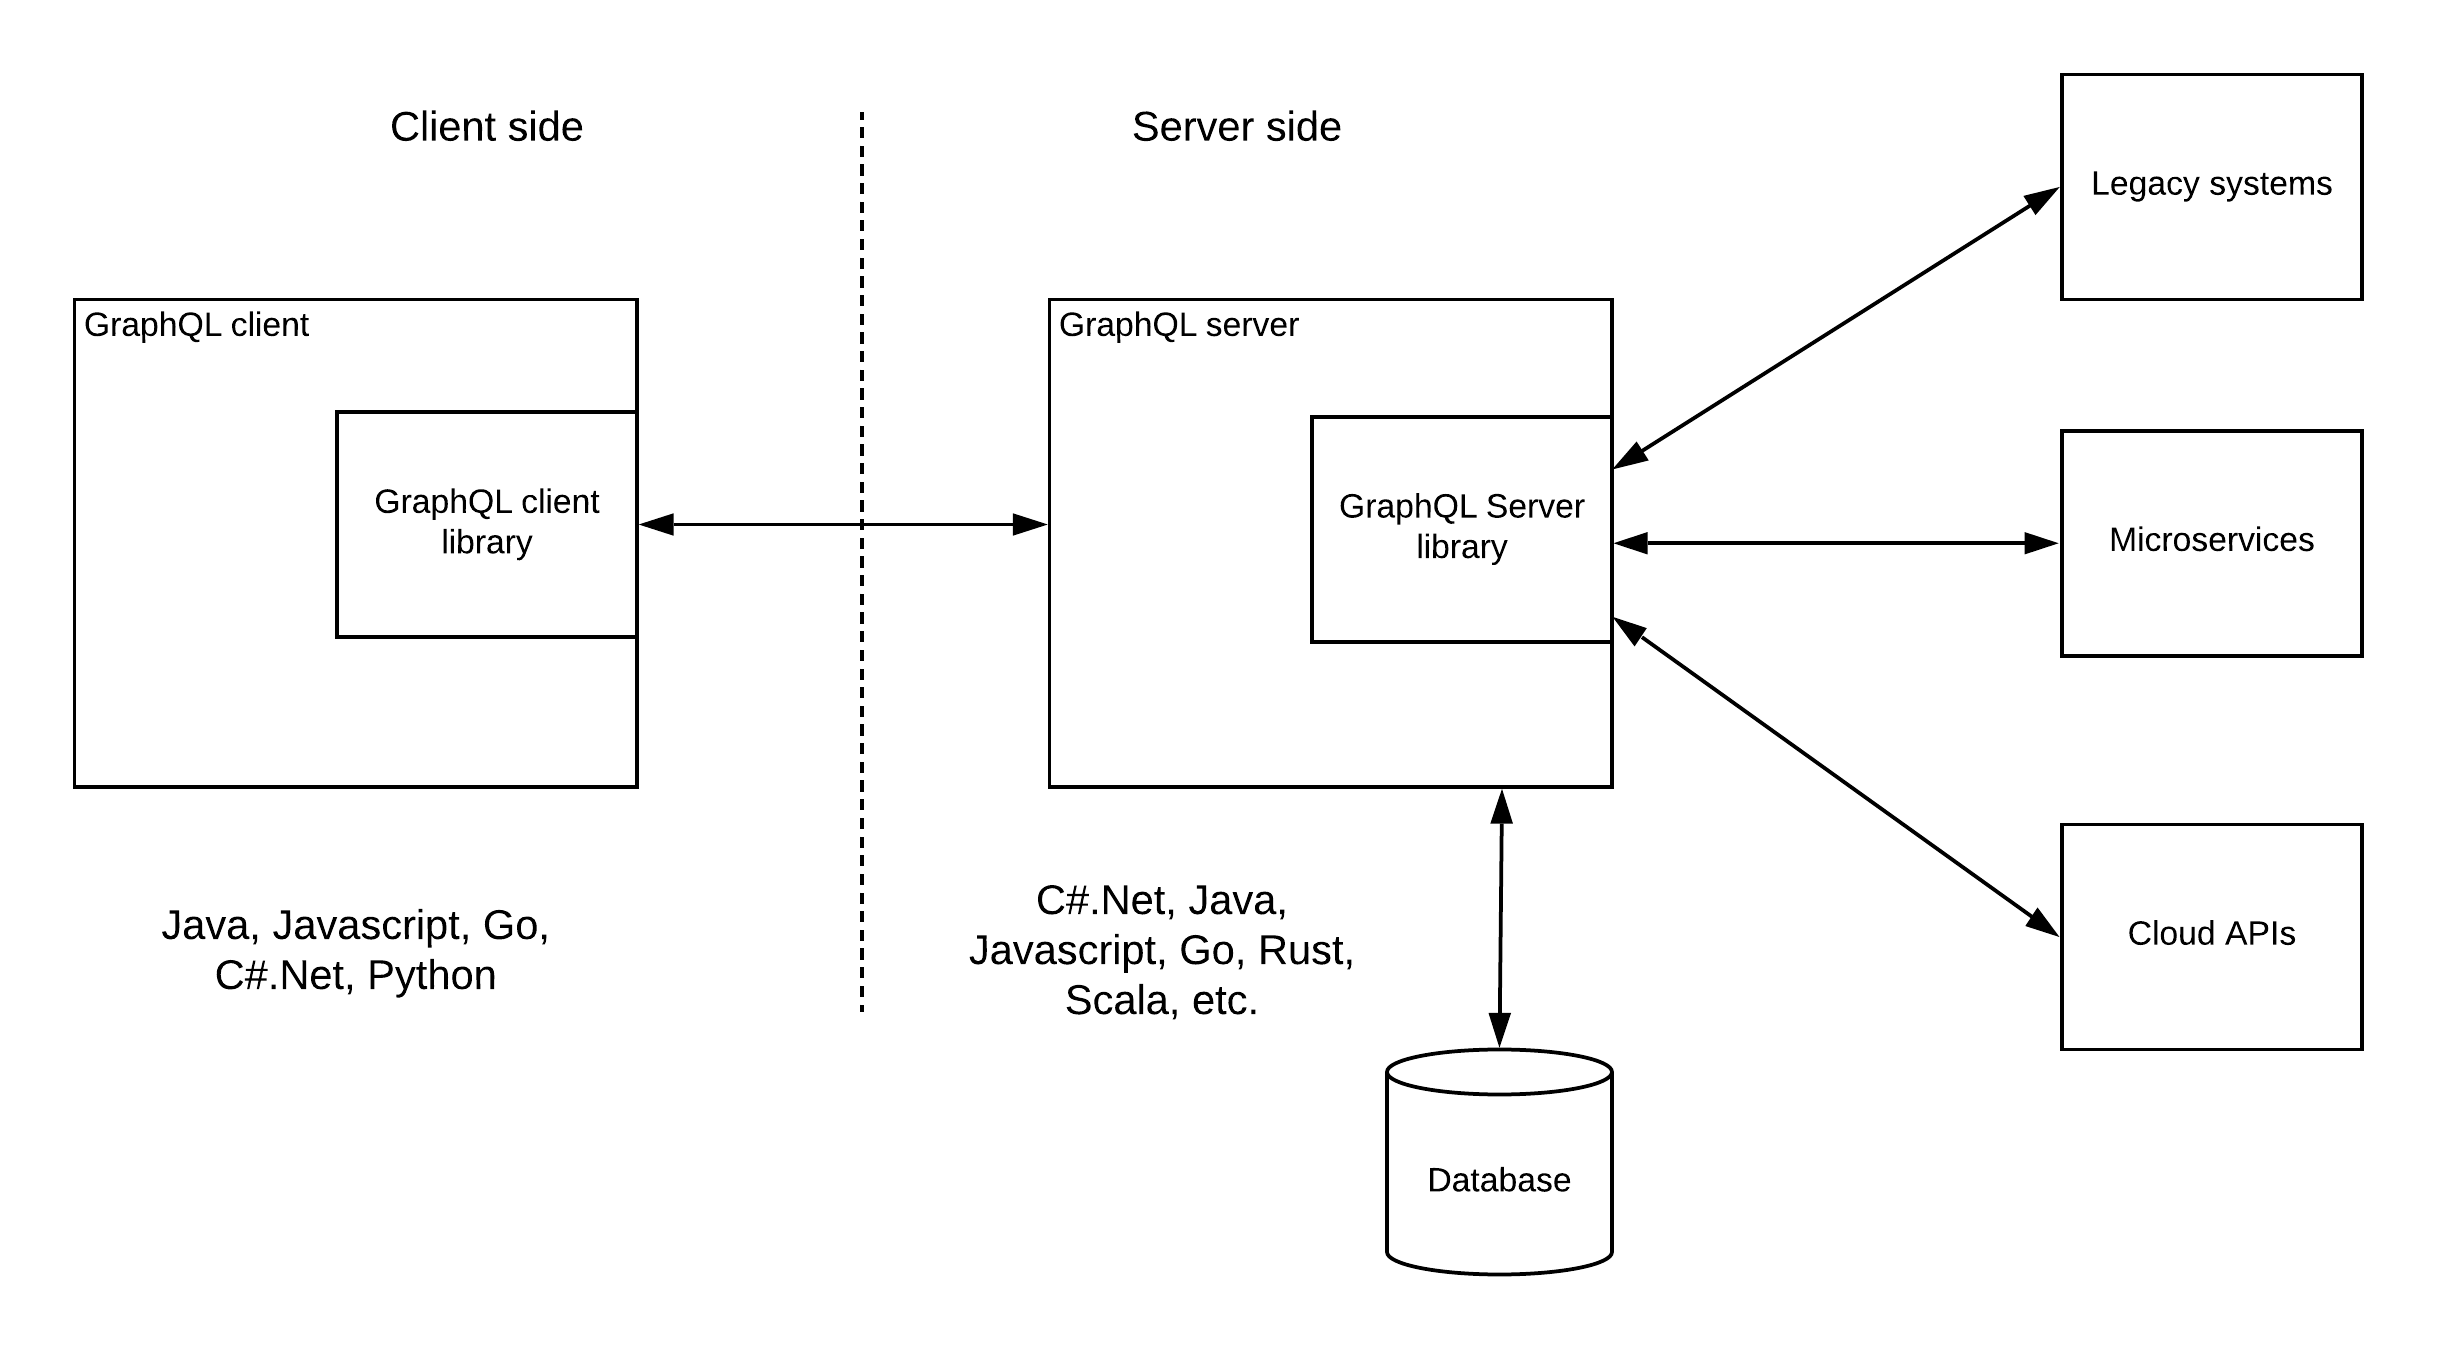 Client side
Server side
Legacy systems
GraphQL client
GraphQL server
GraphQL client
library
GraphQL Server
library
Microservices
Java, Javascript, Go,
C#.Net, Python
C#.Net, Java,
Javascript, Go, Rust,
Scala, etc.
Cloud APIs
Database